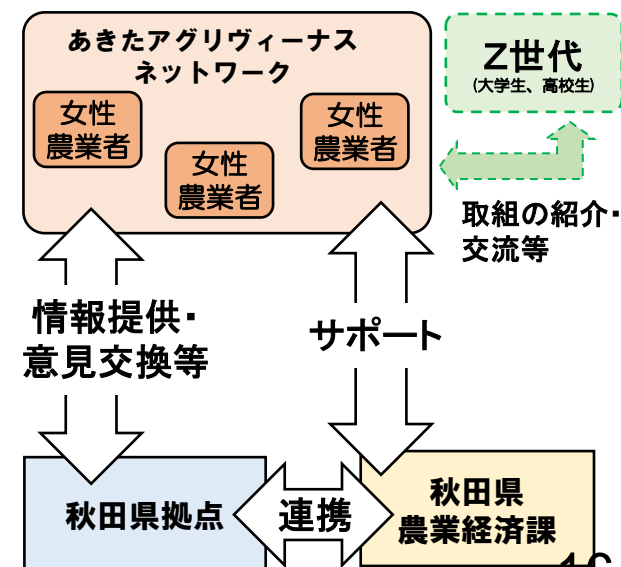 あきたアグリヴィーナス
ネットワーク
Z世代
(大学生、高校生)
女性
農業者
女性
農業者
女性
農業者
取組の紹介・
交流等
情報提供・
意見交換等
サポート
秋田県拠点
連携
秋田県
農業経済課